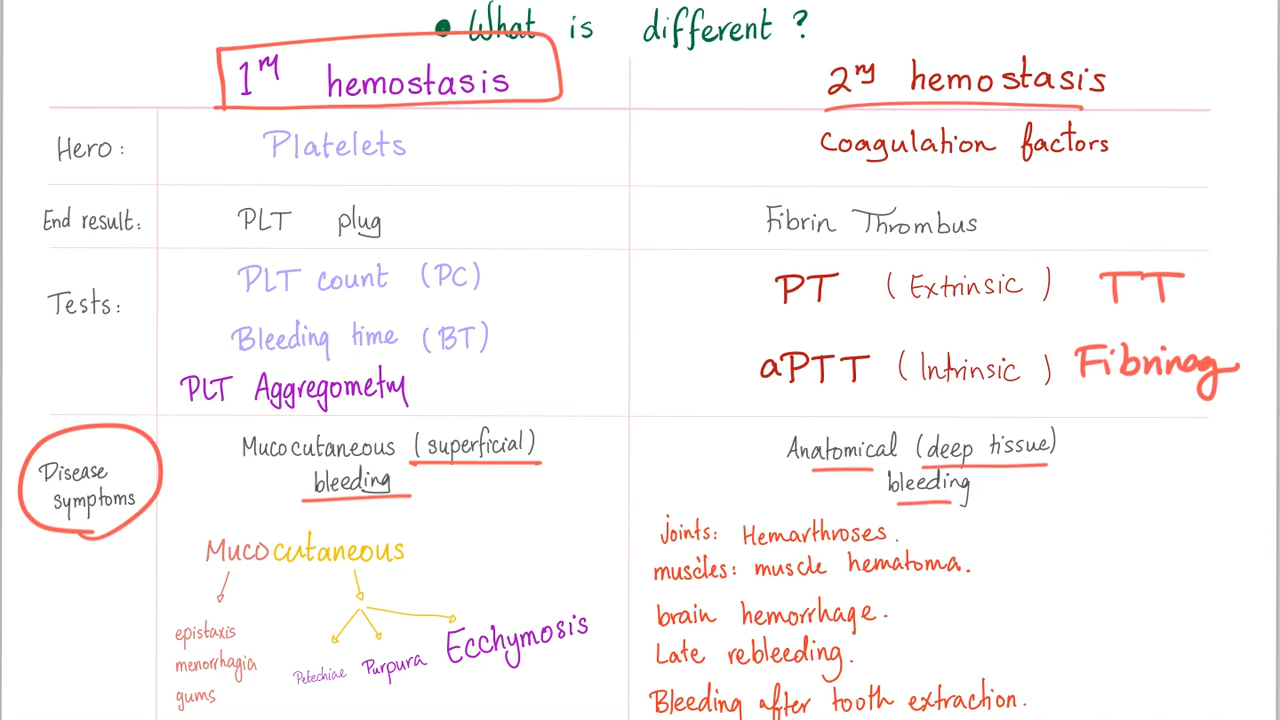 • What is different ?
1ry hemostasis
2ry hemostasis
Hero:
Platelets
Coagulation factors
End result:
PLT plug
Fibrin Thrombus
Tests:
PLT count (PC)
Bleeding time (BT)
PLT Aggregometry
PT (Extrinsic) TT
aPTT (Intrinsic) Fibrinog
Disease
symptoms
Mucocutaneous (superficial)
bleeding
Anatomical (deep tissue)
bleeding
Mucocutaneous
epistaxis
menorrhagia
gums
Petechiae Purpura Ecchymosis
joints: Hemarthroses.
muscles: muscle hematoma.
brain hemorrhage.
Late rebleeding.
Bleeding after tooth extraction.